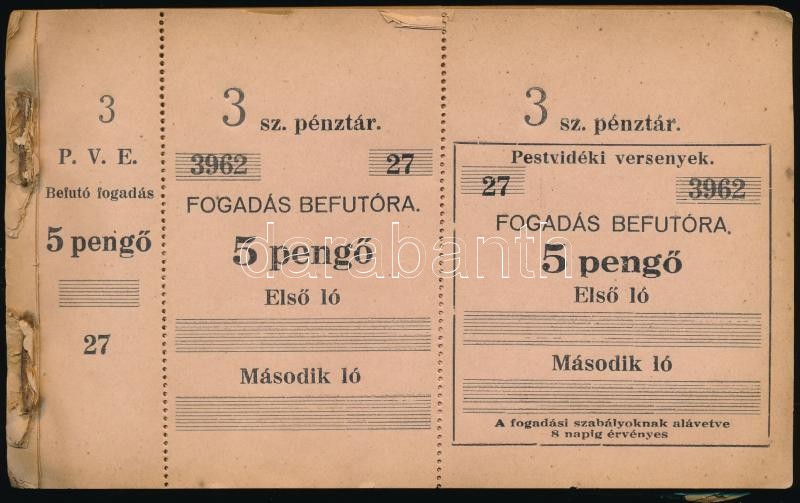 3
P. V. E.
Befutó fogadás
5 pengő
27
3 sz. pénztár.
3962 27
FOGADÁS BEFUTÓRA.
5 pengő
Első ló
Második ló
3 sz. pénztár.
Pestvidéki versenyek.
27 3962
FOGADÁS BEFUTÓRA.
5 pengő
Első ló
Második ló
A fogadási szabályoknak alávetve
8 napig érvényes
darabanth